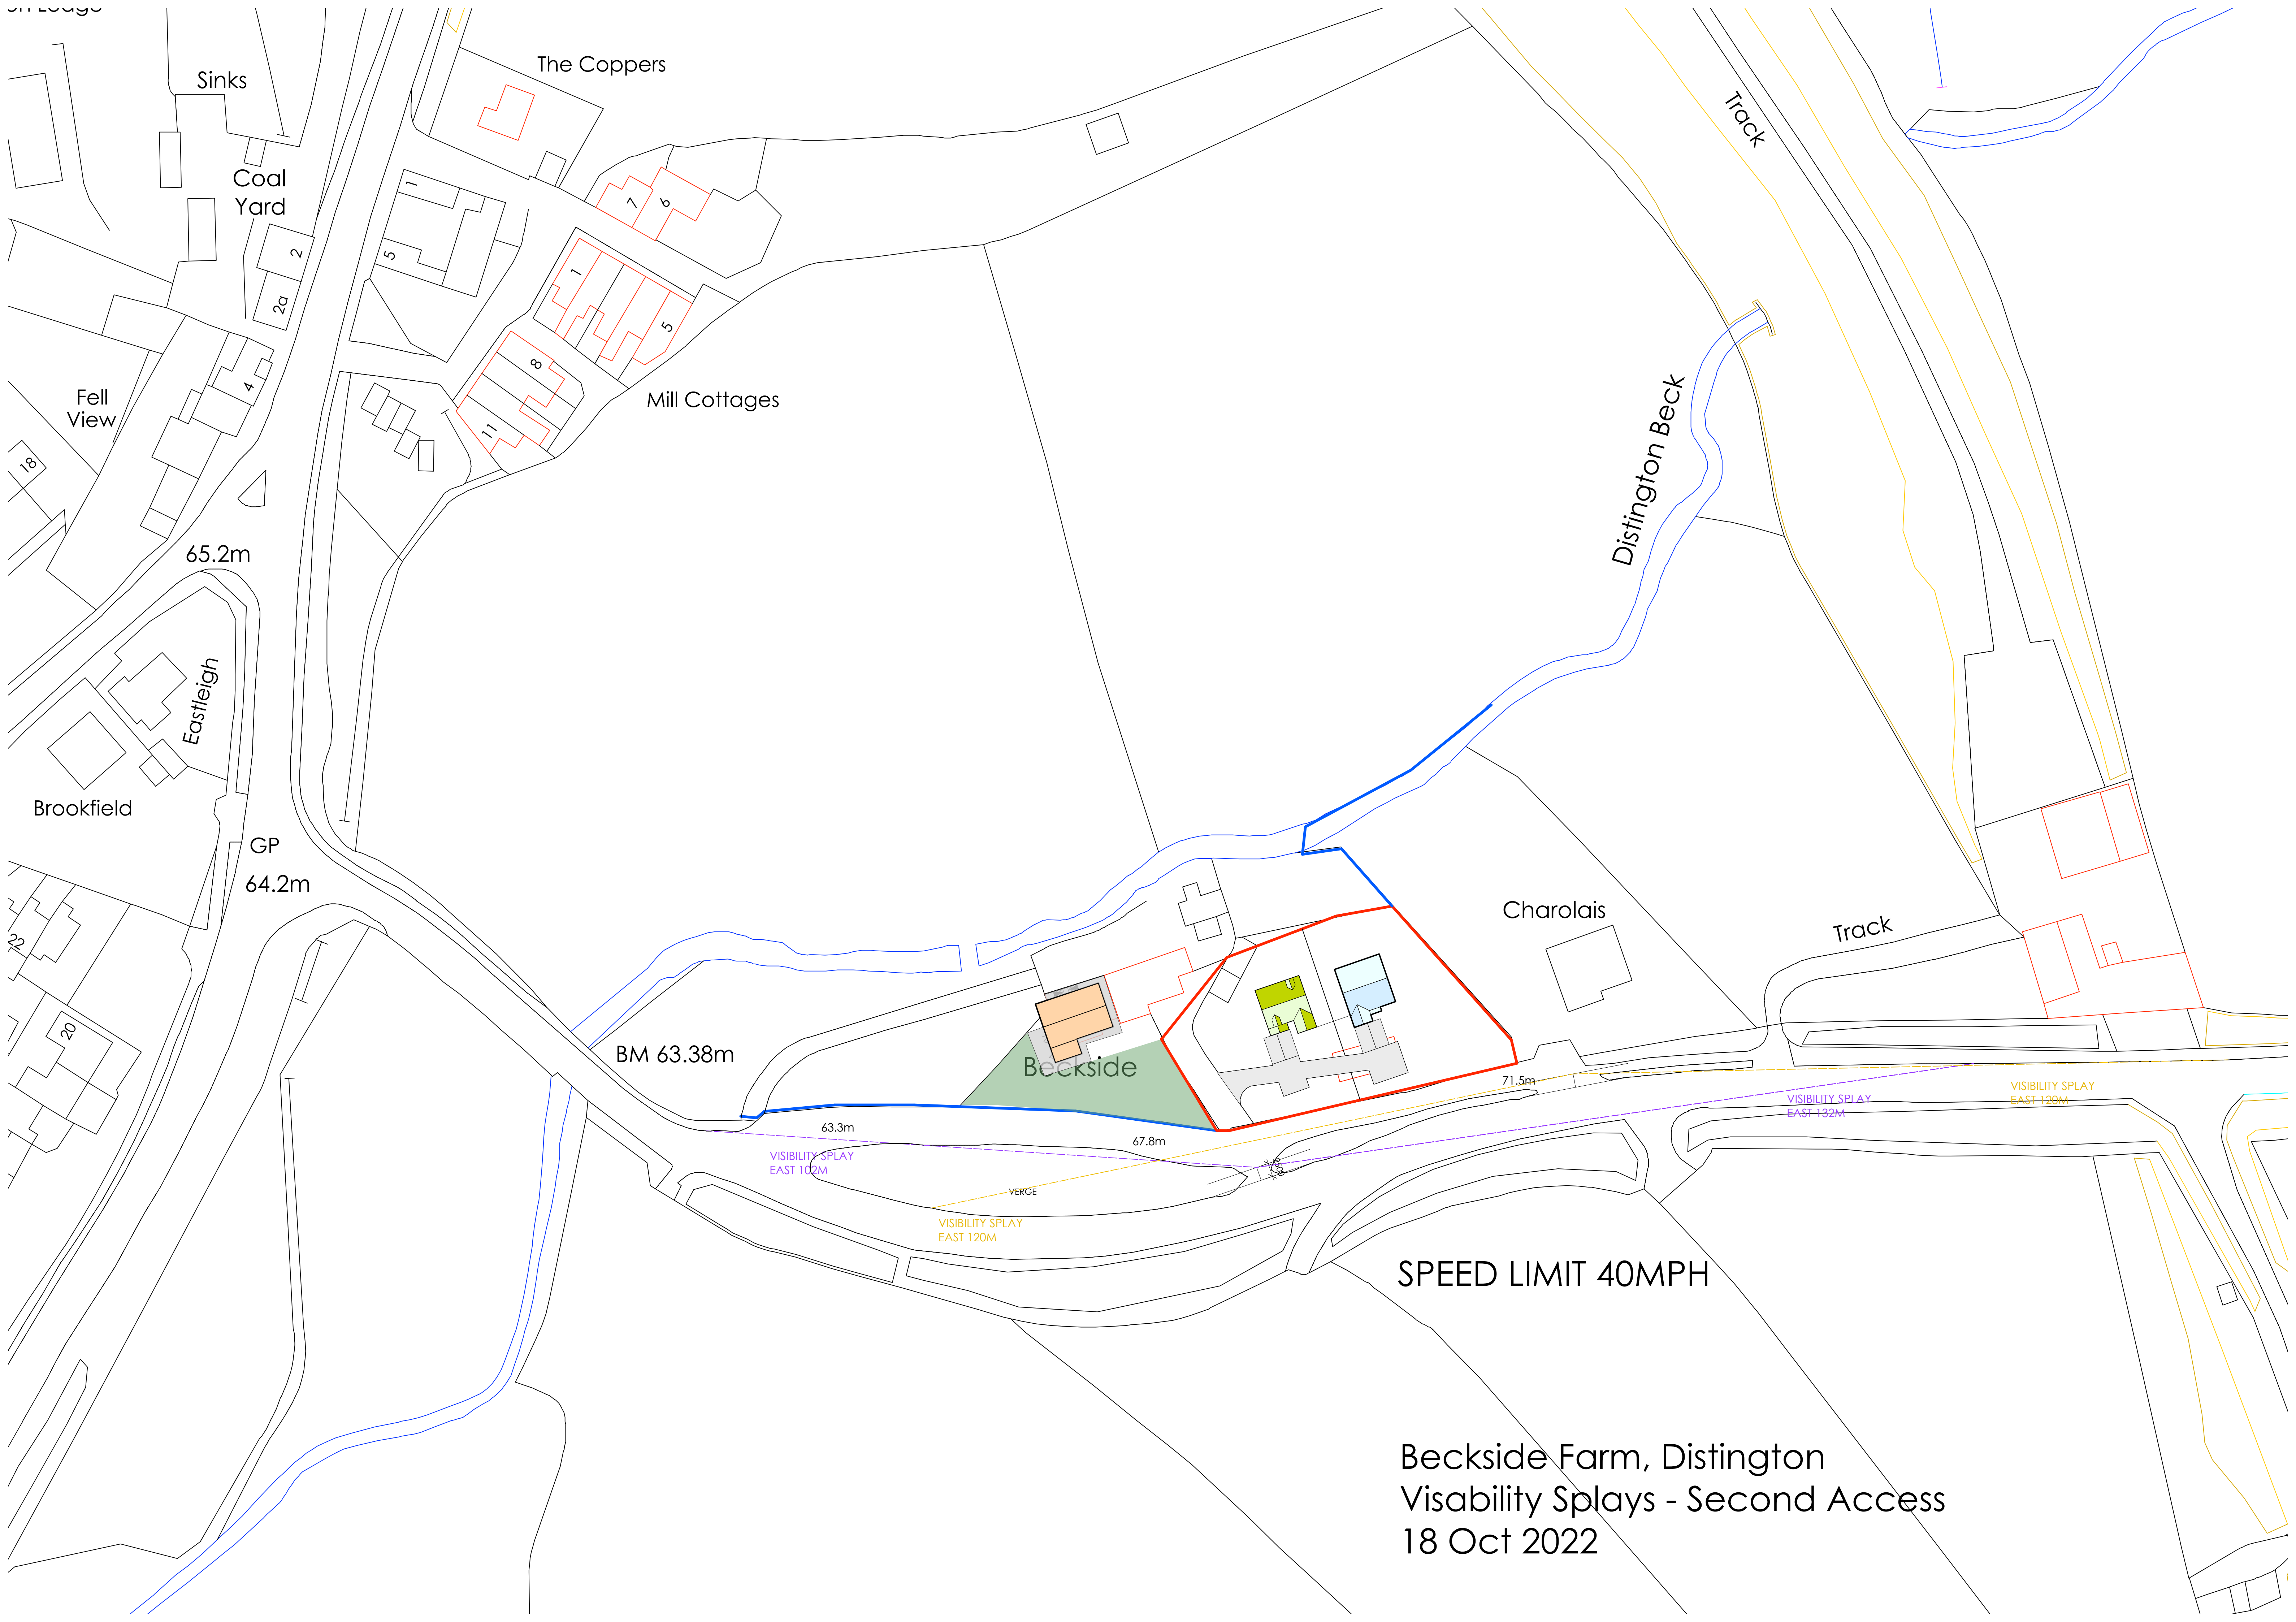 The Coppers
Sinks
Track
Coal
Yard
1
7
6
2
5
1
2a
5
8
4
Fell
View
Mill Cottages
Distington Beck
11
18
65.2m
Eastleigh
Brookfield
GP
64.2m
Charolais
Track
22
20
BM 63.38m
Beckside
71.5m
VISIBILITY SPLAY
EAST 120M
VISIBILITY SPLAY
EAST 132M
63.3m
67.8m
VISIBILITY SPLAY
EAST 102M
VERGE
VISIBILITY SPLAY
EAST 120M
SPEED LIMIT 40MPH
Beckside Farm, Distington
Visability Splays - Second Access
18 Oct 2022